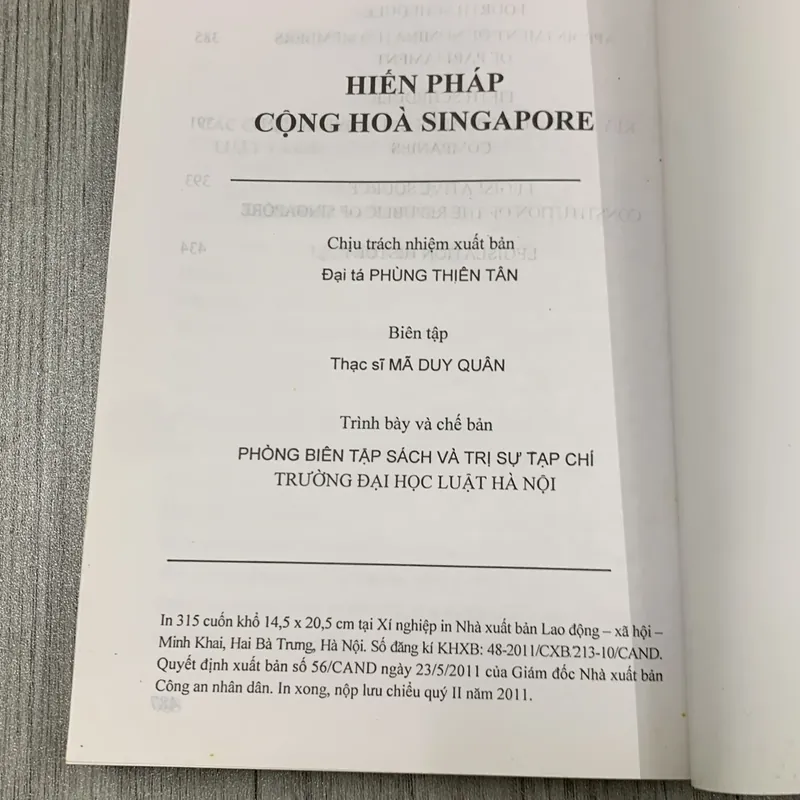 HIẾN PHÁP
CỘNG HOÀ SINGAPORE
Chịu trách nhiệm xuất bản
Đại tá PHÙNG THIÊN TÂN
Biên tập
Thạc sĩ MÃ DUY QUÂN
Trình bày và chế bản
PHÒNG BIÊN TẬP SÁCH VÀ TRỊ SỰ TẠP CHÍ
TRƯỜNG ĐẠI HỌC LUẬT HÀ NỘI
In 315 cuốn khổ 14,5 x 20,5 cm tại Xí nghiệp in Nhà xuất bản Lao động – xã hội –
Minh Khai, Hai Bà Trưng, Hà Nội. Số đăng kí KHXB: 48-2011/CXB/213-10/CAND.
Quyết định xuất bản số 56/CAND ngày 23/5/2011 của Giám đốc Nhà xuất bản
Công an nhân dân. In xong, nộp lưu chiểu quý II năm 2011.